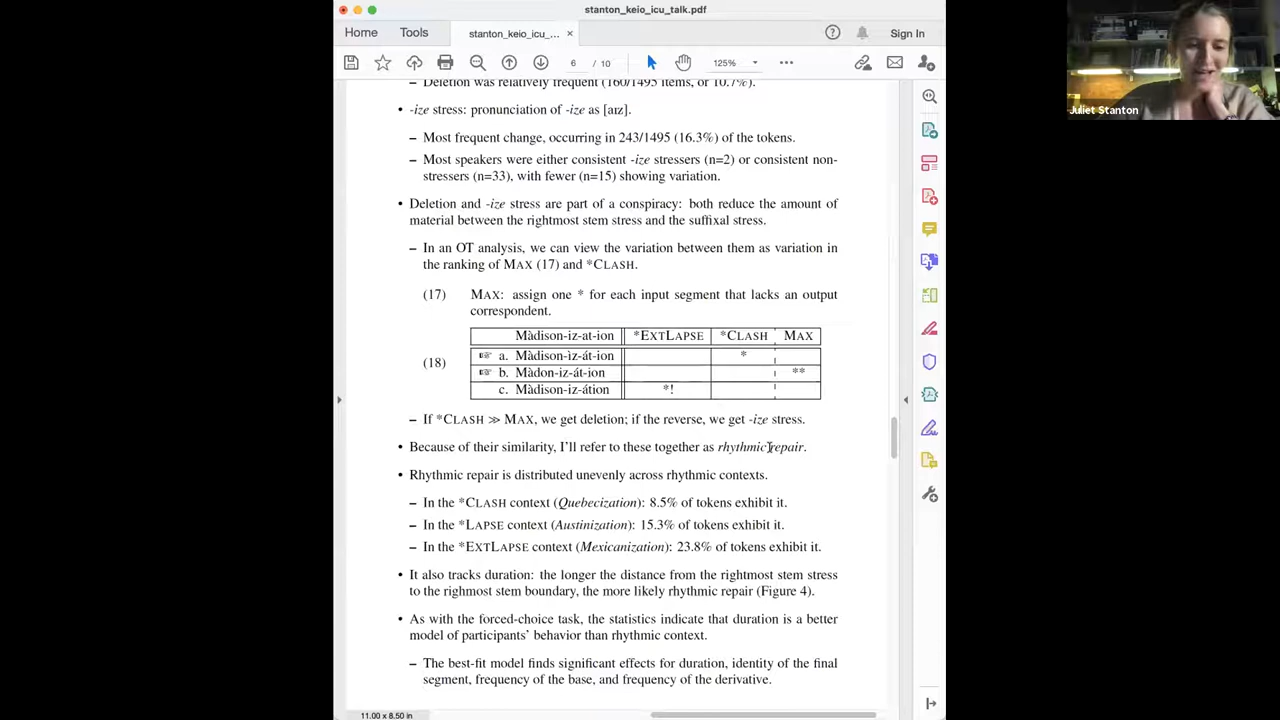 stanton_keio_icu_talk.pdf
Home
Tools
stanton_keio_icu_...
Sign In
6 / 10
125%
– Deletion was relatively frequent (160/1495 items, or 10.7%).
• -ize stress: pronunciation of -ize as [aɪz].
– Most frequent change, occurring in 243/1495 (16.3%) of the tokens.
– Most speakers were either consistent -ize stressers (n=2) or consistent non-
stressers (n=33), with fewer (n=15) showing variation.
• Deletion and -ize stress are part of a conspiracy: both reduce the amount of
material between the rightmost stem stress and the suffixal stress.
– In an OT analysis, we can view the variation between them as variation in
the ranking of MAX (17) and *CLASH.
(17) MAX: assign one * for each input segment that lacks an output
correspondent.
Màdison-iz-at-ion *EXTLAPSE *CLASH MAX
☞ a. Màdison-ìz-át-ion *
(18)
☞ b. Màdon-iz-át-ion **
c. Màdison-iz-átion *!
– If *CLASH ≫ MAX, we get deletion; if the reverse, we get -ize stress.
• Because of their similarity, I'll refer to these together as rhythmic repair.
• Rhythmic repair is distributed unevenly across rhythmic contexts.
– In the *CLASH context (Quebecization): 8.5% of tokens exhibit it.
– In the *LAPSE context (Austinization): 15.3% of tokens exhibit it.
– In the *EXTLAPSE context (Mexicanization): 23.8% of tokens exhibit it.
• It also tracks duration: the longer the distance from the rightmost stem stress
to the righmost stem boundary, the more likely rhythmic repair (Figure 4).
• As with the forced-choice task, the statistics indicate that duration is a better
model of participants' behavior than rhythmic context.
– The best-fit model finds significant effects for duration, identity of the final
segment, frequency of the base, and frequency of the derivative.
11.00 x 8.50 in
Juliet Stanton